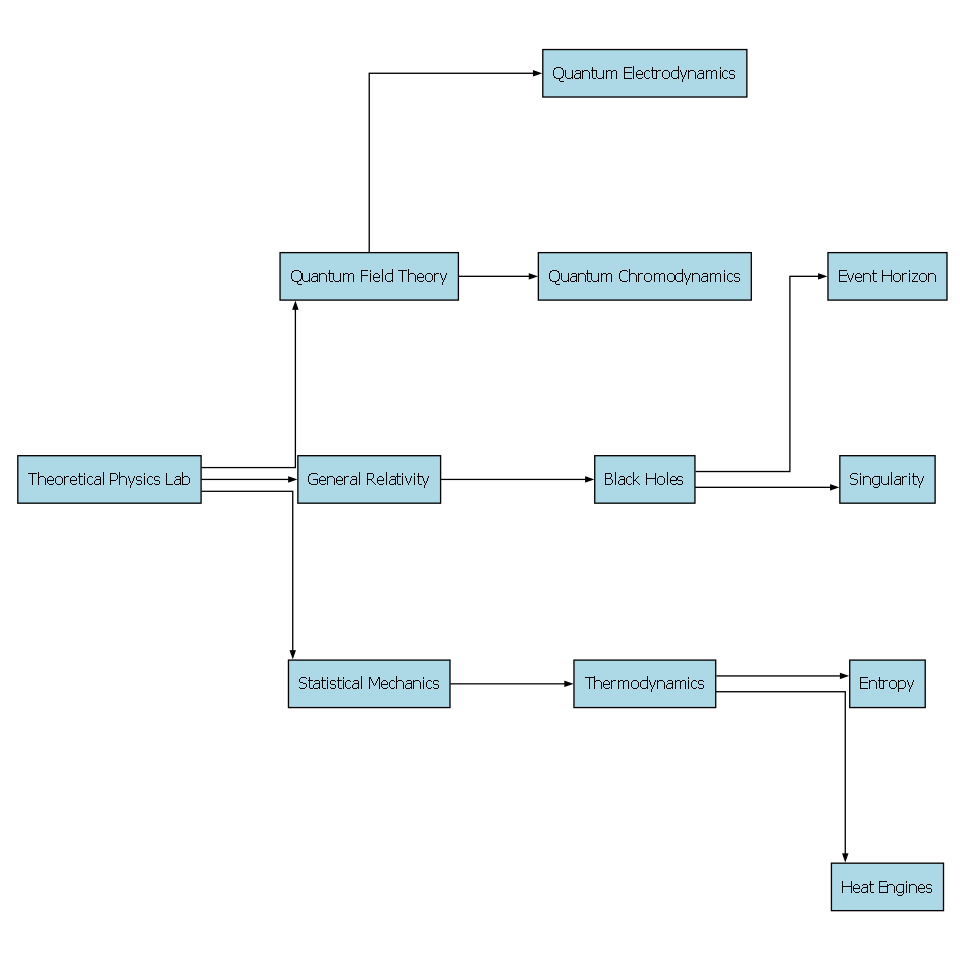 Quantum Electrodynamics
Quantum Field Theory
Quantum Chromodynamics
Event Horizon
Theoretical Physics Lab
General Relativity
Black Holes
Singularity
Statistical Mechanics
Thermodynamics
Entropy
Heat Engines